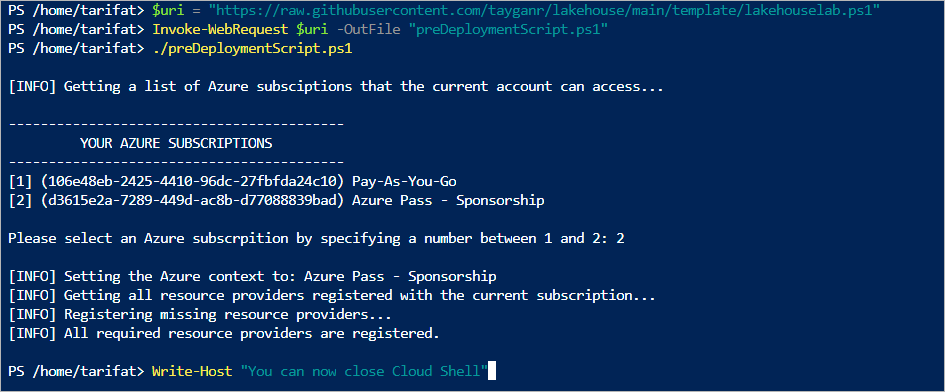 PS /home/tarifat> $uri = "https://raw.githubusercontent.com/tayganr/lakehouse/main/template/lakehouselab.ps1"
PS /home/tarifat> Invoke-WebRequest $uri -OutFile "preDeploymentScript.ps1"
PS /home/tarifat> ./preDeploymentScript.ps1
[INFO] Getting a list of Azure subsciptions that the current account can access...
------------------------------------------
YOUR AZURE SUBSCRIPTIONS
------------------------------------------
[1] (106e48eb-2425-4410-96dc-27fbfda24c10) Pay-As-You-Go
[2] (d3615e2a-7289-449d-ac8b-d77088839bad) Azure Pass - Sponsorship
Please select an Azure subscrpition by specifying a number between 1 and 2: 2
[INFO] Setting the Azure context to: Azure Pass - Sponsorship
[INFO] Getting all resource providers registered with the current subscription...
[INFO] Registering missing resource providers...
[INFO] All required resource providers are registered.
PS /home/tarifat> Write-Host "You can now close Cloud Shell"